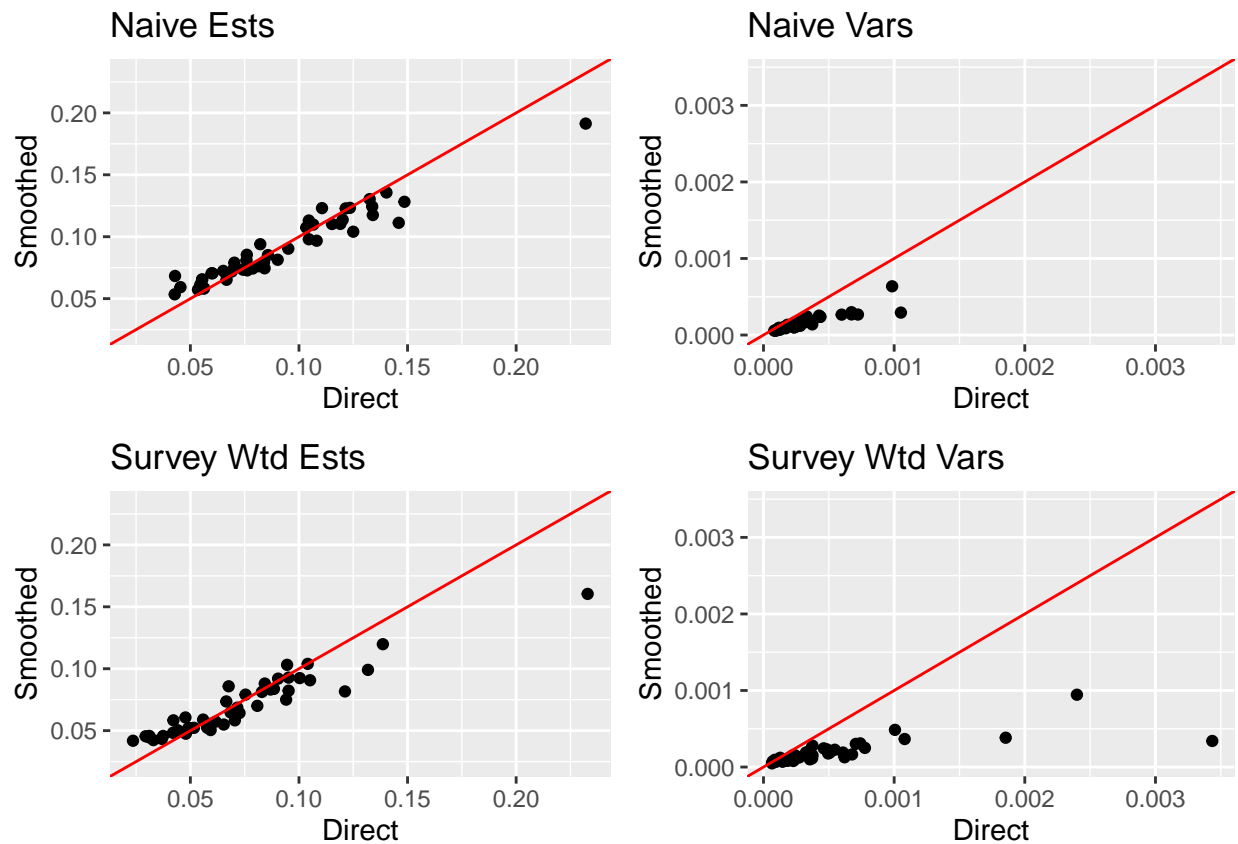 Naive Ests
Smoothed
0.20
0.15
0.10
0.05
0.05 0.10 0.15 0.20
Direct
Naive Vars
Smoothed
0.003
0.002
0.001
0.000
0.000 0.001 0.002 0.003
Direct
Survey Wtd Ests
Smoothed
0.20
0.15
0.10
0.05
0.05 0.10 0.15 0.20
Direct
Survey Wtd Vars
Smoothed
0.003
0.002
0.001
0.000
0.000 0.001 0.002 0.003
Direct